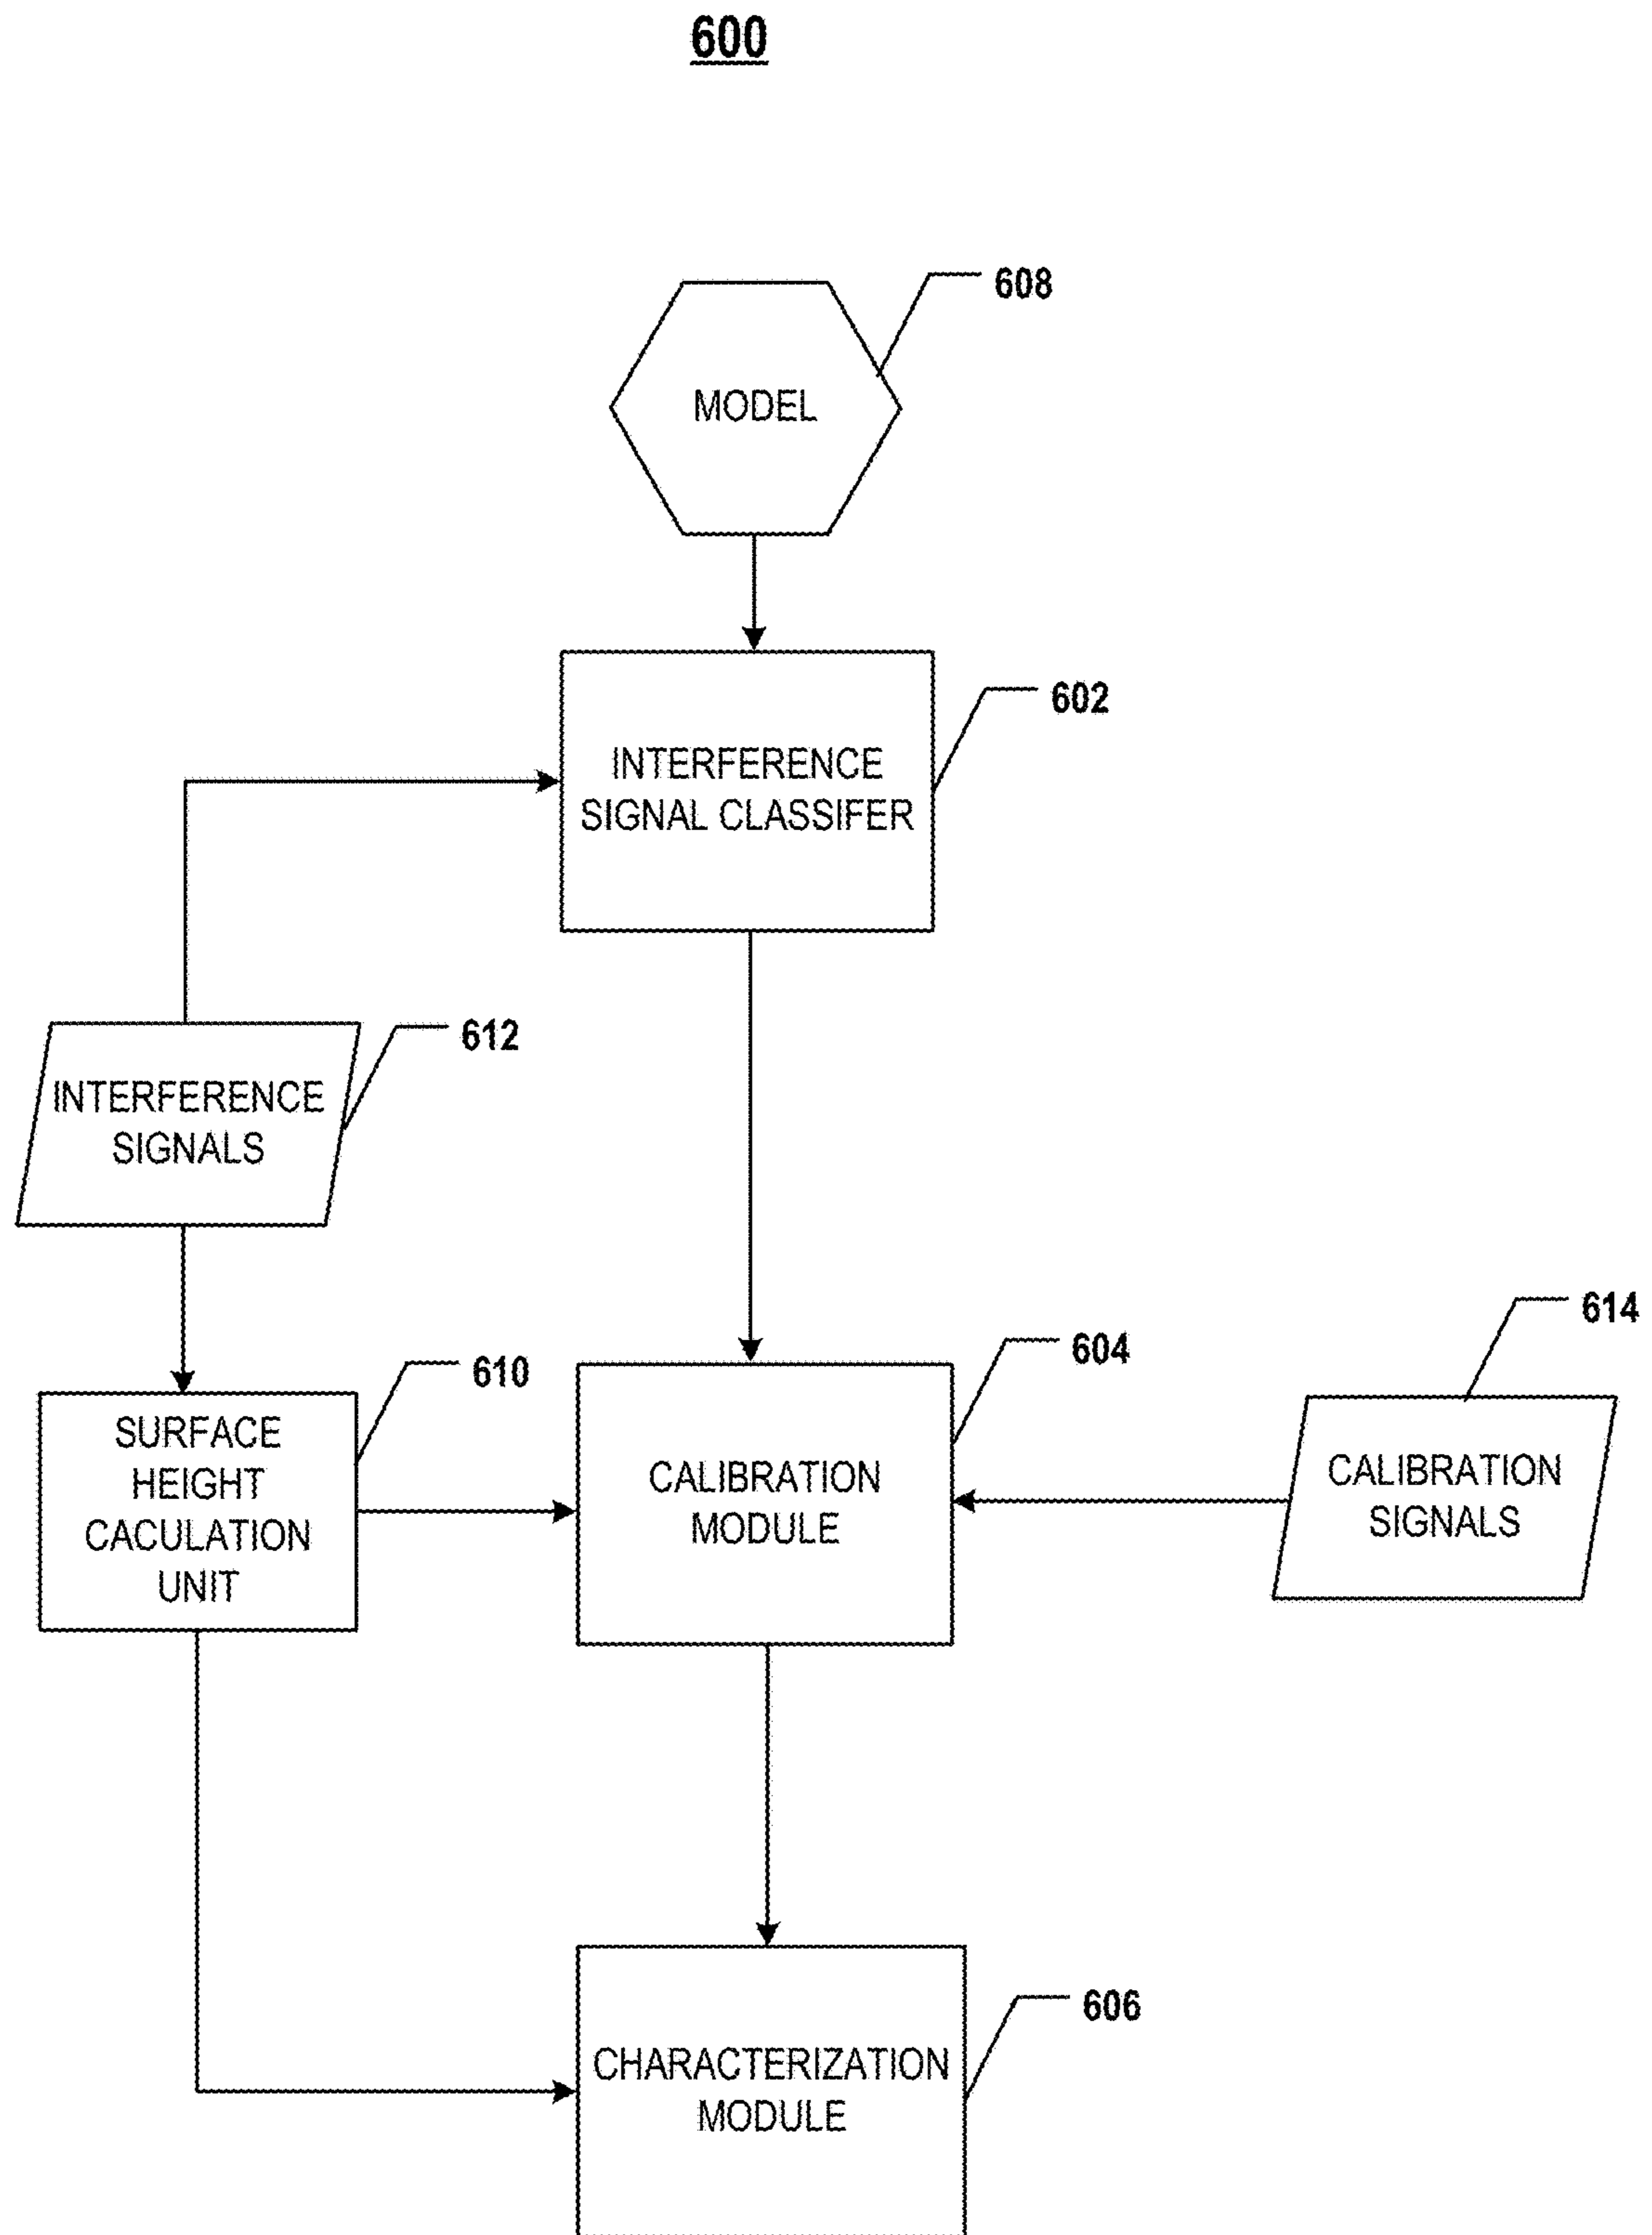 600
608
MODEL
602
INTERFERENCE
SIGNAL CLASSIFER
612
INTERFERENCE
SIGNALS
614
604
610
SURFACE
HEIGHT
CACULATION
UNIT
CALIBRATION
MODULE
CALIBRATION
SIGNALS
606
CHARACTERIZATION
MODULE